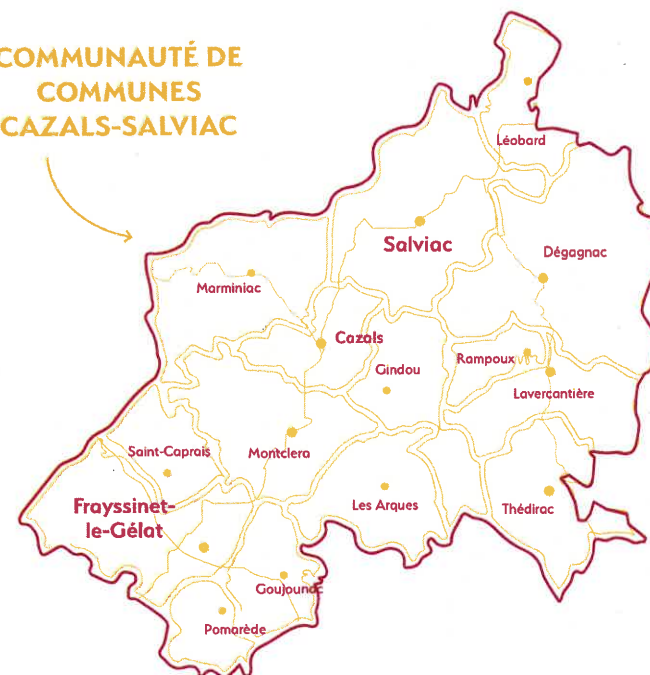 COMMUNAUTÉ DE
COMMUNES
CAZALS-SALVIAC
Léobard
Salviac
Dégagnac
Marminiac
Cazals
Gindou
Rampoux
Lavercantière
Saint-Caprais
Montclera
Frayssinet-
le-Gélat
Les Arques
Thédirac
Goujounac
Pomarède